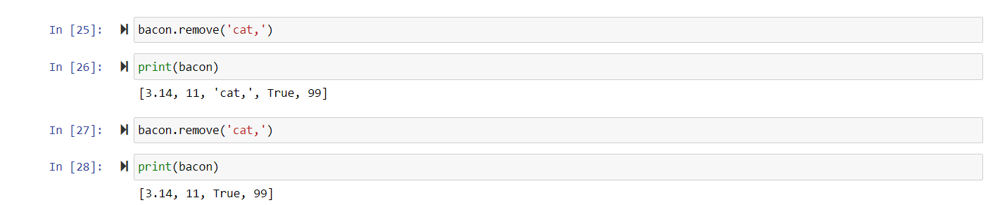 In [25]: bacon.remove('cat,')
In [26]: print(bacon)
[3.14, 11, 'cat,', True, 99]
In [27]: bacon.remove('cat,')
In [28]: print(bacon)
[3.14, 11, True, 99]